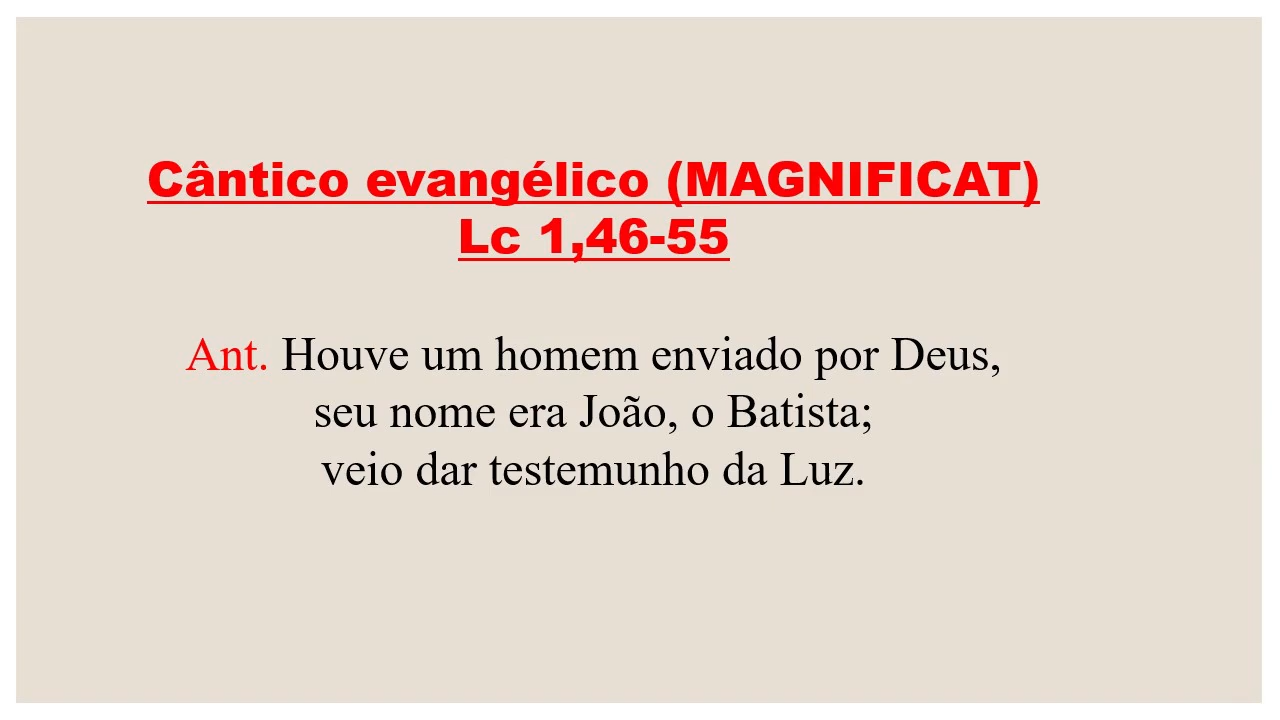 Cântico evangélico (MAGNIFICAT)
Lc 1,46-55
Ant. Houve um homem enviado por Deus,
seu nome era João, o Batista;
veio dar testemunho da Luz.